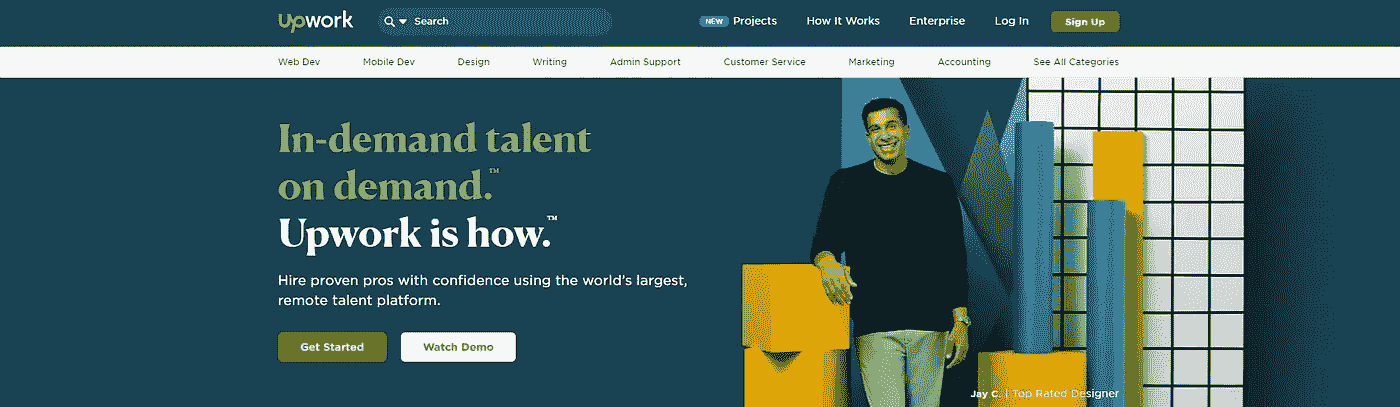 upwork Search NEW Projects How It Works Enterprise Log In Sign Up
Web Dev Mobile Dev Design Writing Admin Support Customer Service Marketing Accounting See All Categories
In-demand talent
on demand.™
Upwork is how.™
Hire proven pros with confidence using the world's largest,
remote talent platform.
Get Started Watch Demo
Jay C. | Top Rated Designer